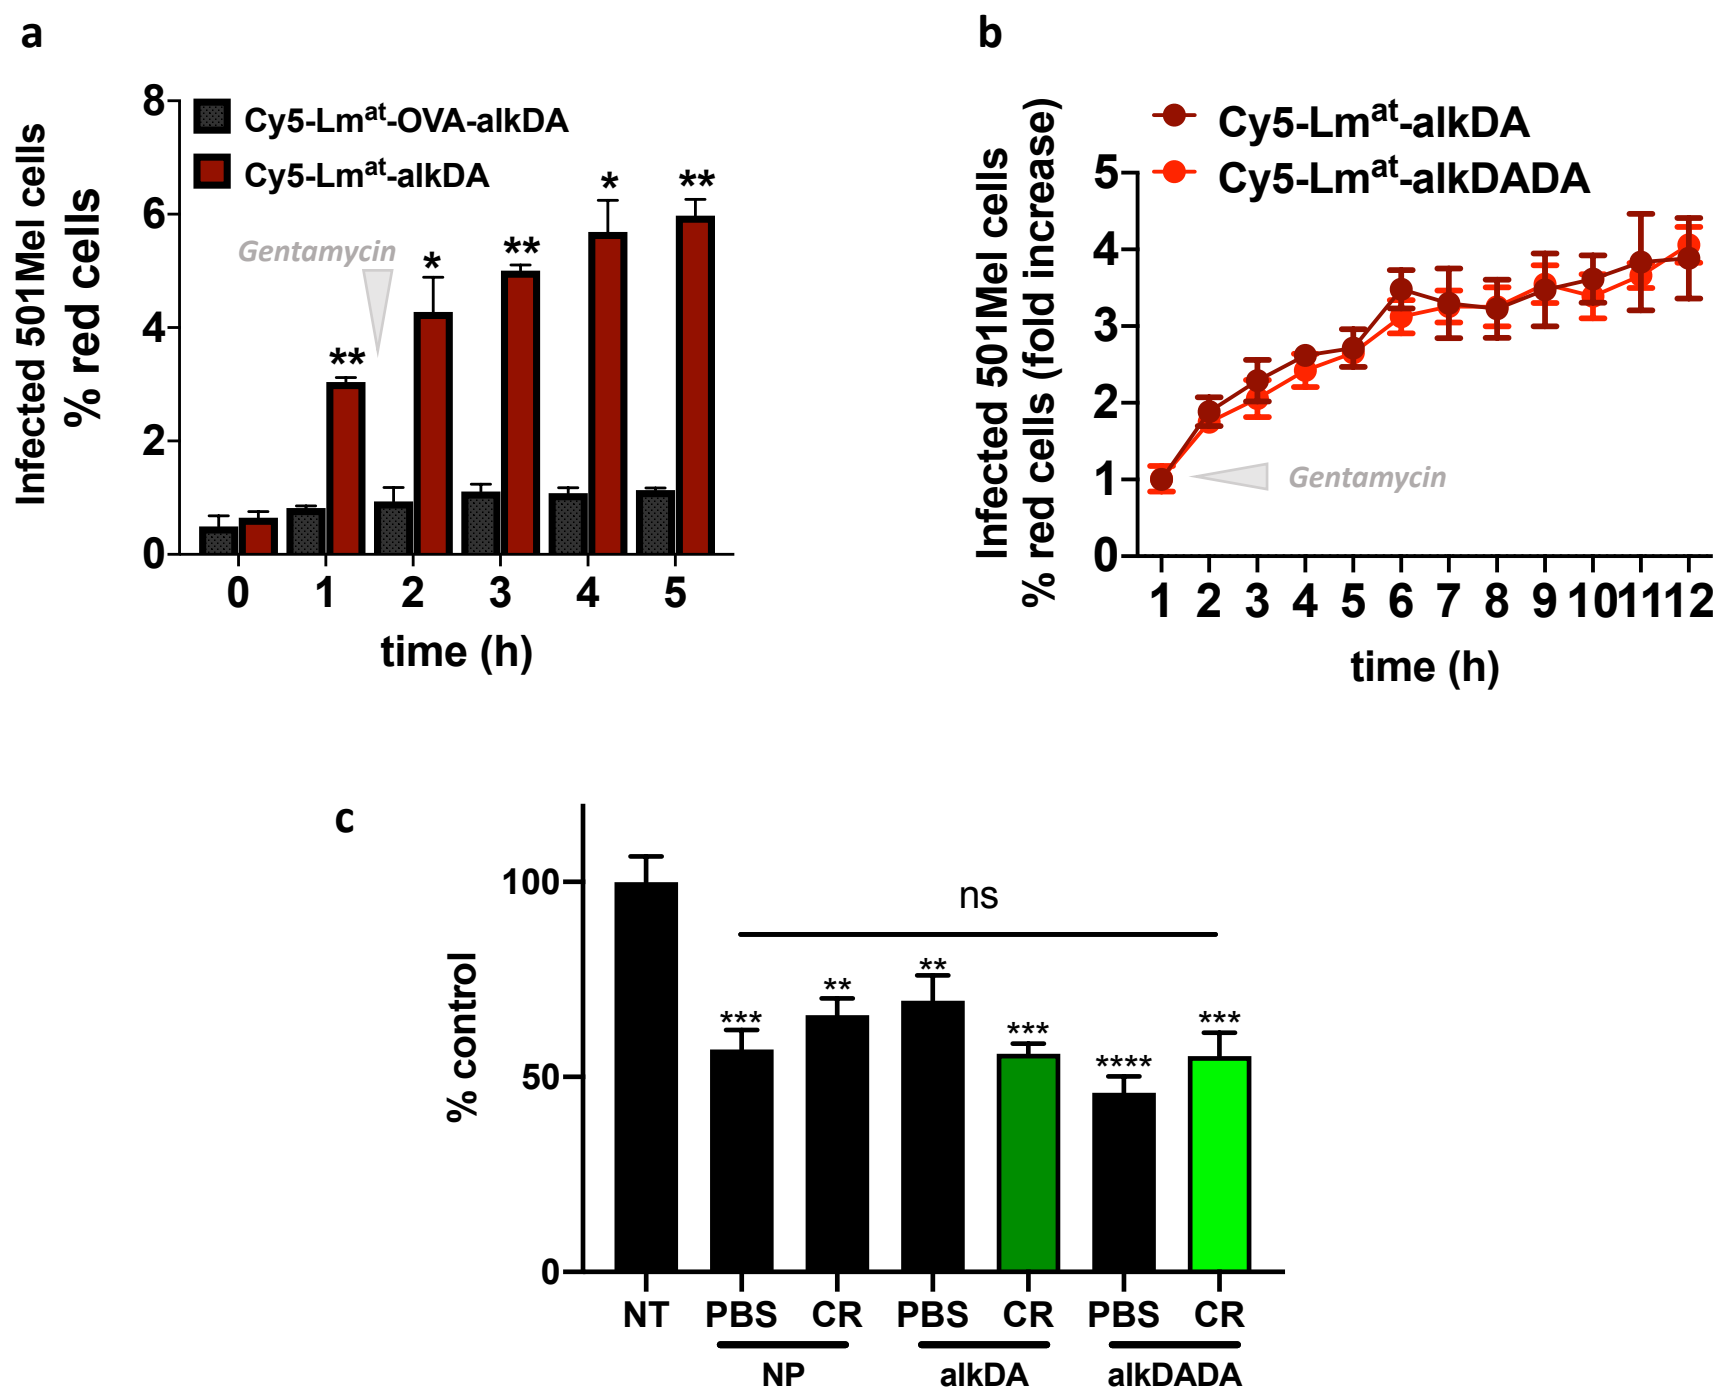 a
Infected 501Mel cells
% red cells
8
6
4
2
0
Cy5-Lmat-OVA-alkDA
Cy5-Lmat-alkDA
Gentamycin
** * ** * **
0 1 2 3 4 5
time (h)
b
Infected 501Mel cells
% red cells (fold increase)
Cy5-Lmat-alkDA
Cy5-Lmat-alkDADA
5
4
3
2
1
0
Gentamycin
1 2 3 4 5 6 7 8 9 10 11 12
time (h)
c
% control
100
50
0
ns
*** ** ** *** **** ***
NT PBS CR PBS CR PBS CR
NP alkDA alkDADA